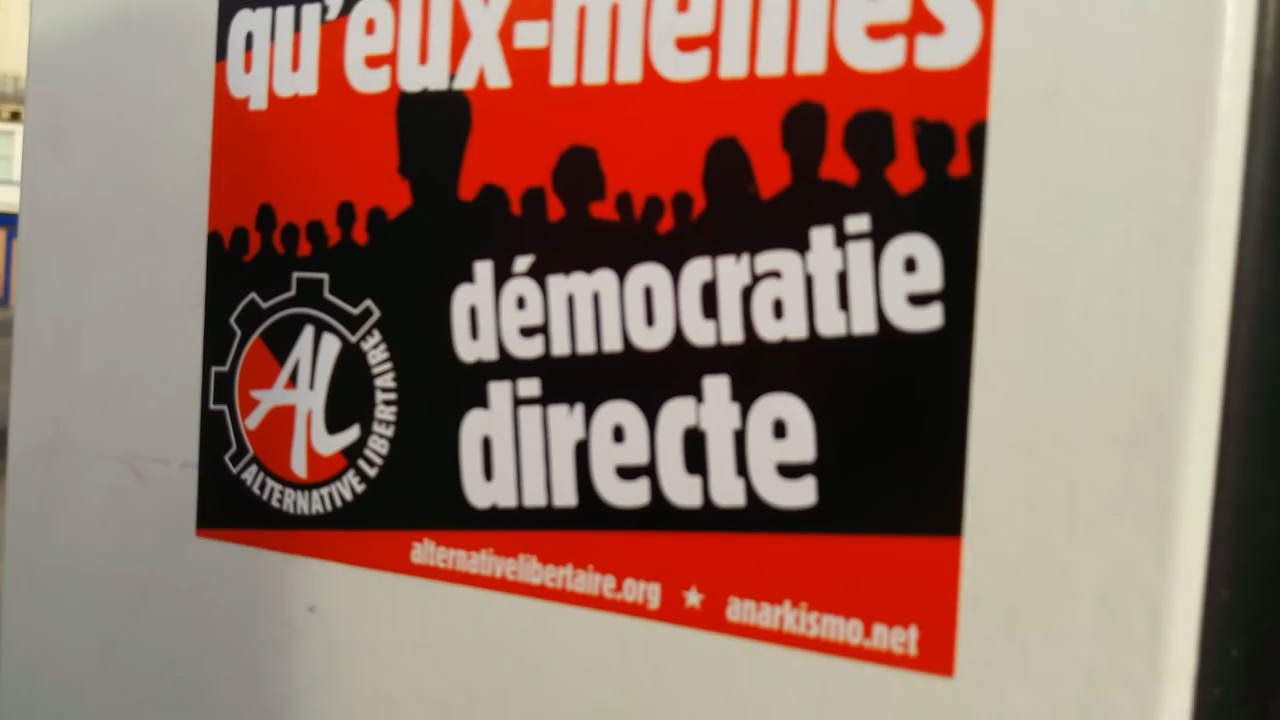 qu'eux-mêmes
démocratie
directe
AL
ALTERNATIVE LIBERTAIRE
alternativelibertaire.org ★ anarkismo.net